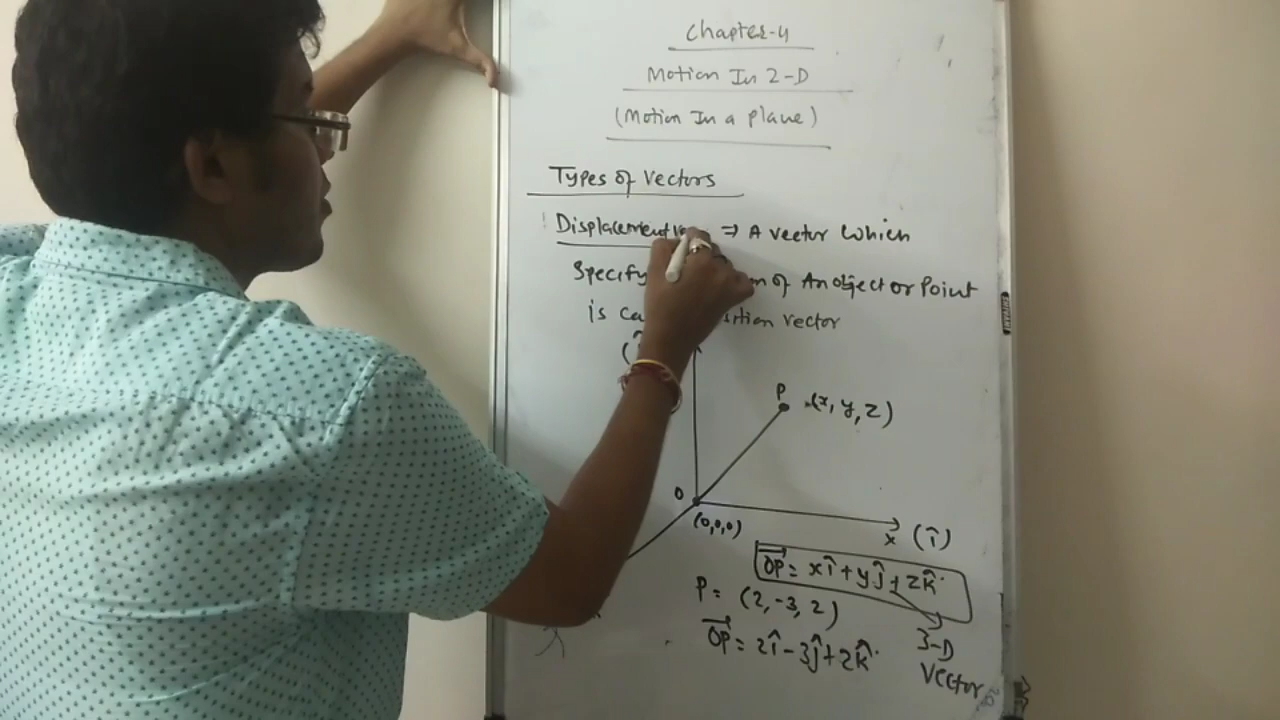 Chapter-4
Motion In 2-D
(Motion In a plane)
Types of vectors
Displacement ⇒ A vector which
Specify of An object or Point
is vector
P (x, y, z)
O
(0,0,0)
x (î)
OP⃗ = xî + yĵ + zk̂
P = (2, -3, 2)
3-D
OP⃗ = 2î - 3ĵ + 2k̂
Vector